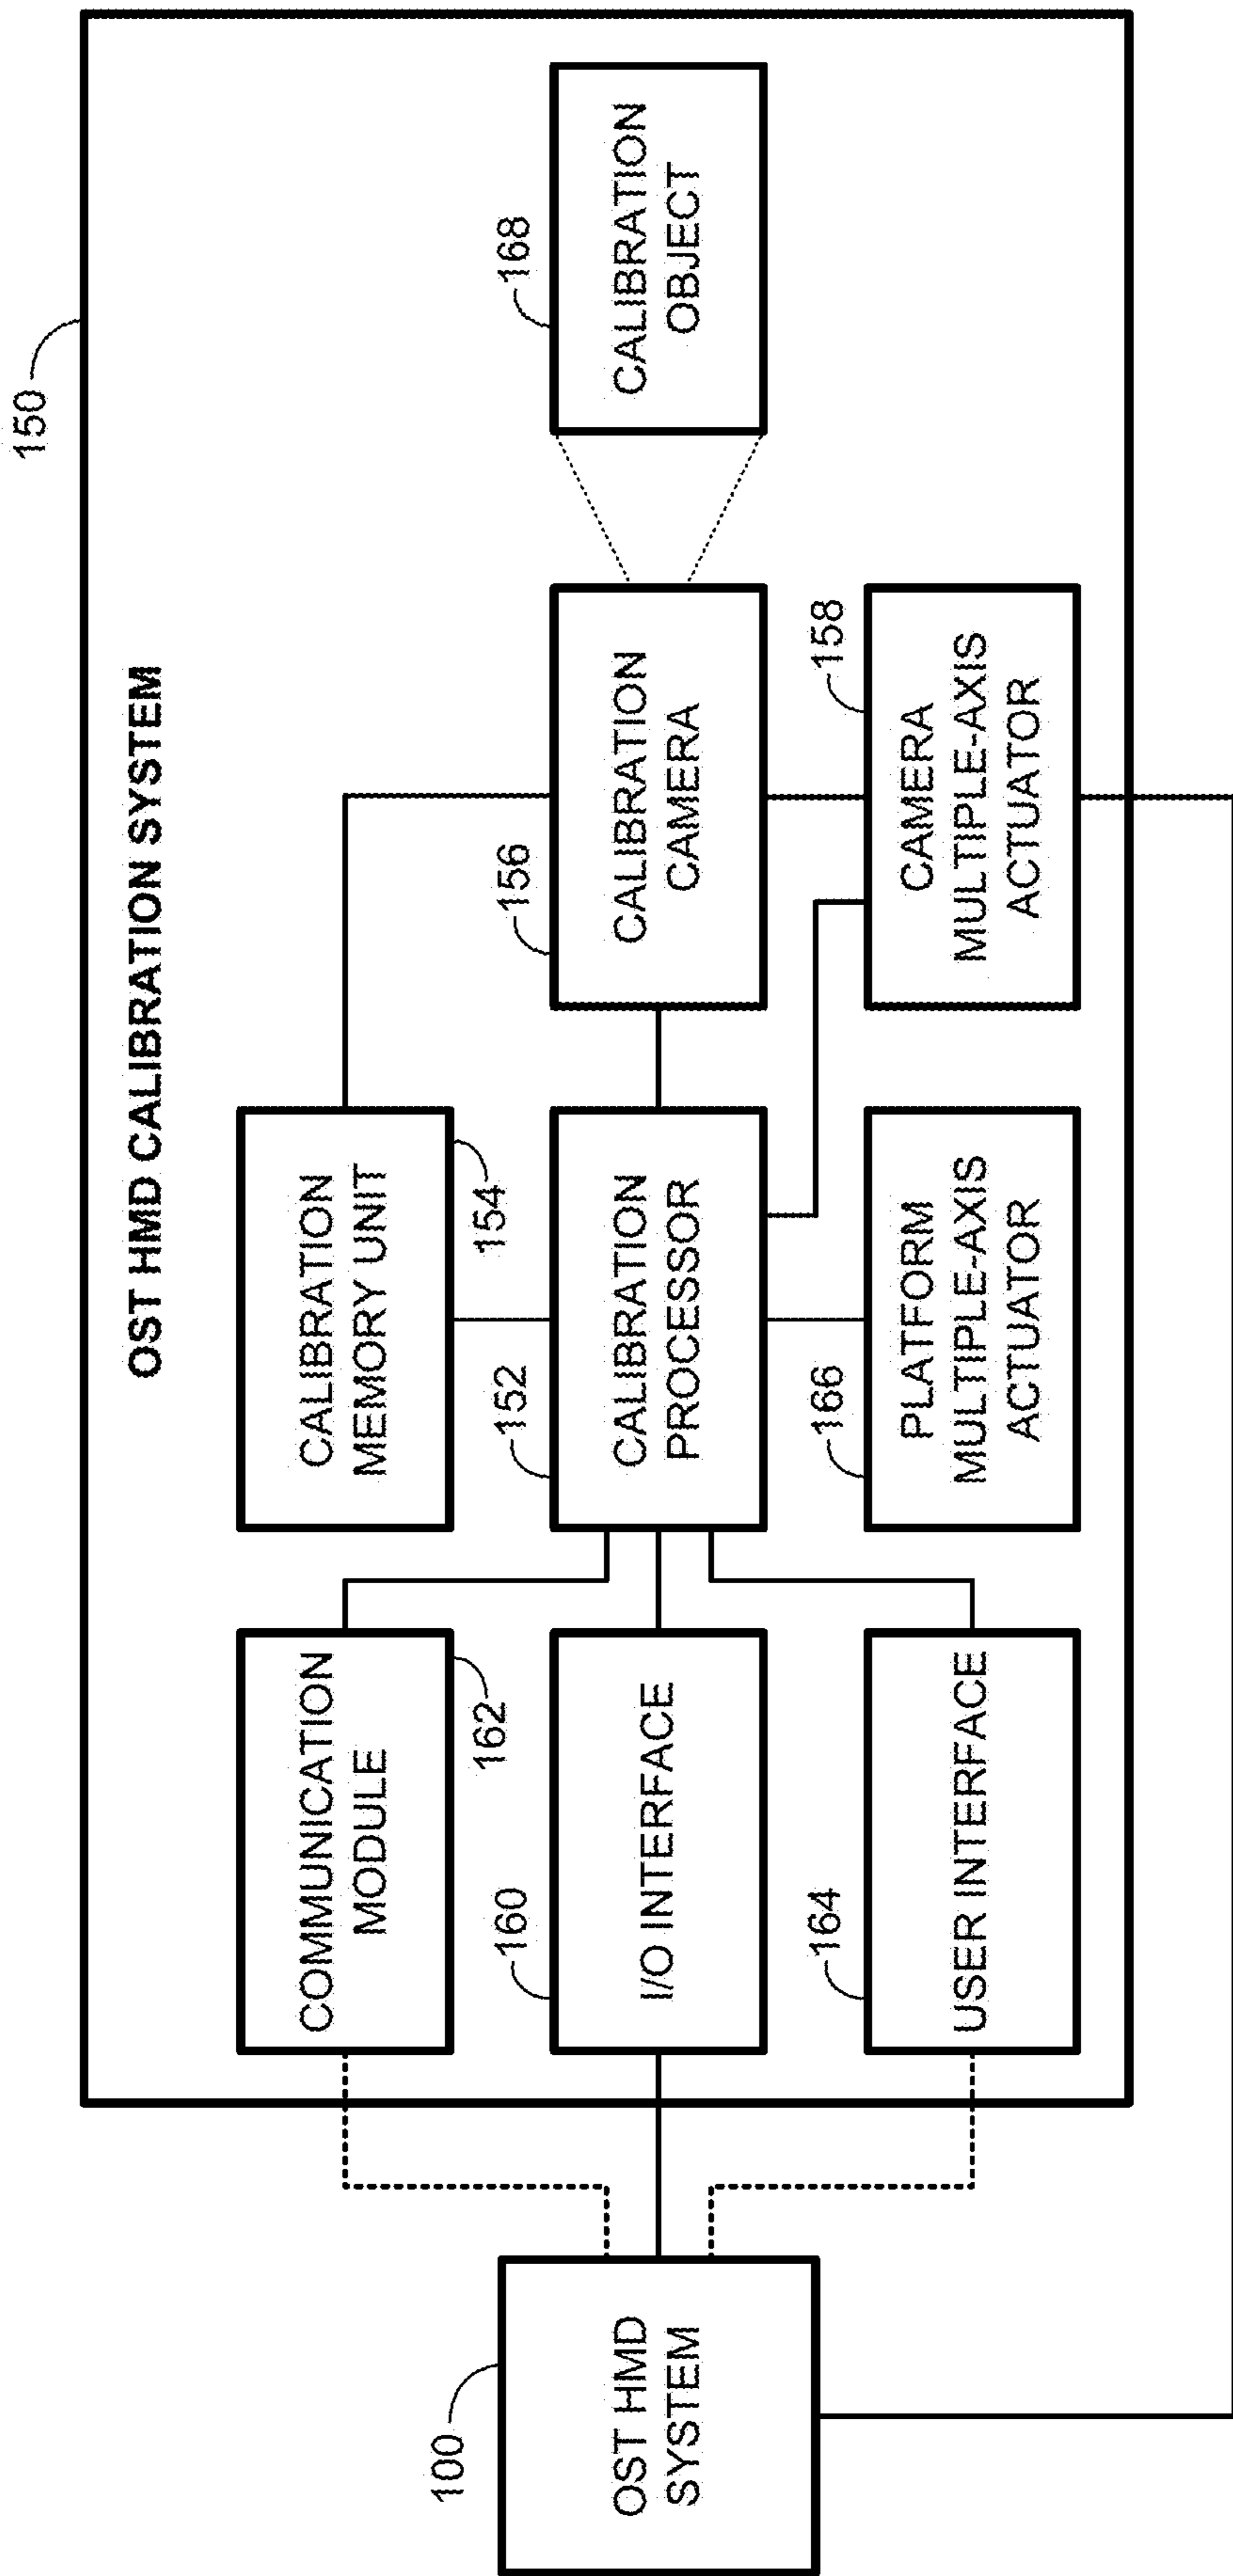 150
OST HMD CALIBRATION SYSTEM
COMMUNICATION
MODULE
162
CALIBRATION
MEMORY UNIT
154
100
OST HMD
SYSTEM
160
I/O INTERFACE
152
CALIBRATION
PROCESSOR
156
CALIBRATION
CAMERA
168
CALIBRATION
OBJECT
164
USER INTERFACE
166
PLATFORM
MULTIPLE-AXIS
ACTUATOR
158
CAMERA
MULTIPLE-AXIS
ACTUATOR